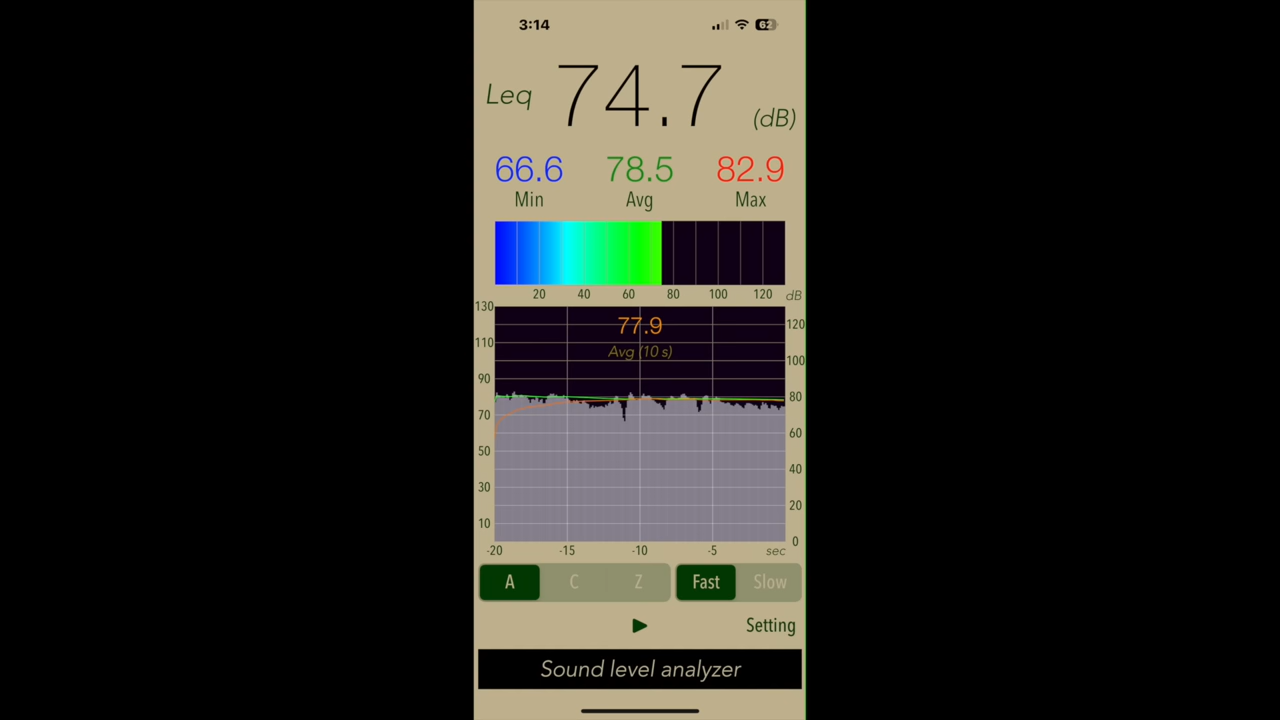 3:14 62
Leq 74.7 (dB)
66.6 78.5 82.9
Min Avg Max
20 40 60 80 100 120 dB
77.9
Avg (10 s)
130
110
90
70
50
30
10
120
100
80
60
40
20
0
-20 -15 -10 -5 sec
A C Z Fast Slow
Setting
Sound level analyzer